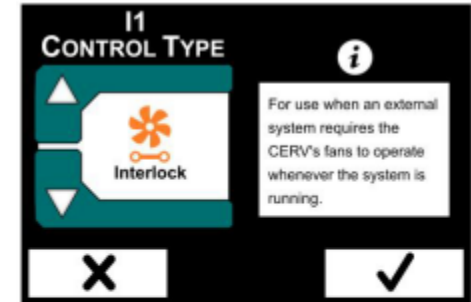 I1
CONTROL TYPE
Interlock
For use when an external
system requires the
CERV's fans to operate
whenever the system is
running.